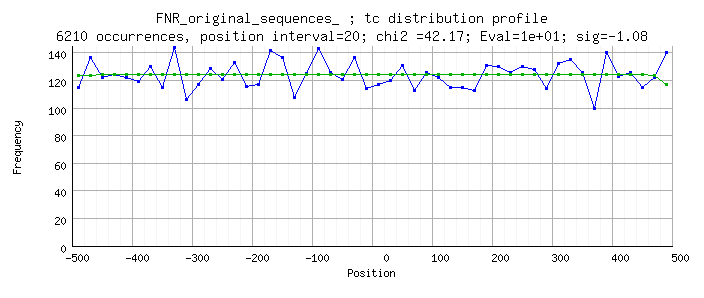 FNR_original_sequences_ ; tc distribution profile
6210 occurrences, position interval=20; chi2 =42.17; Eval=1e+01; sig=-1.08
140
120
100
80
60
40
20
0
Frequency
-500 -400 -300 -200 -100 0 100 200 300 400 500
Position